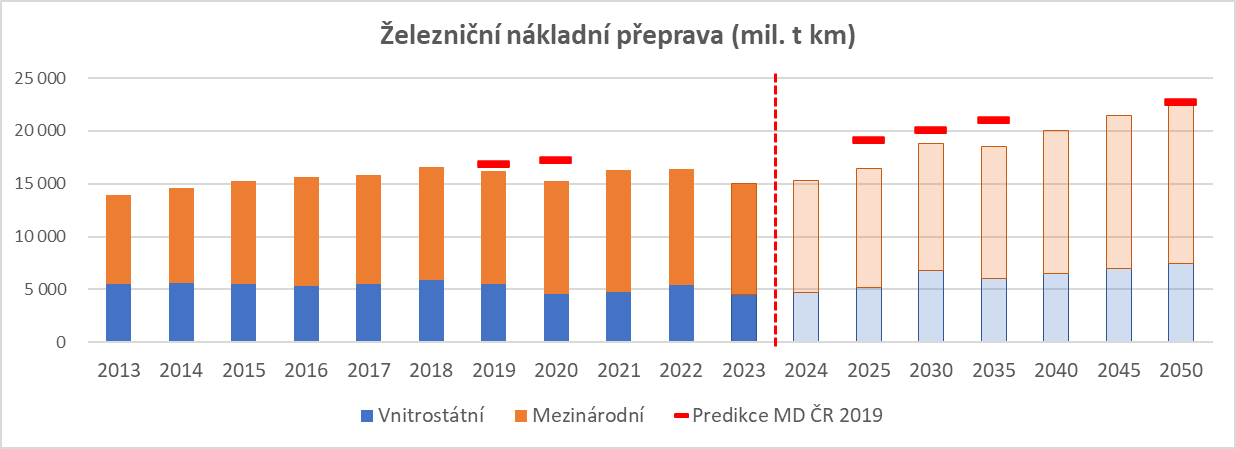 Železniční nákladní přeprava (mil. t km)
25 000
20 000
15 000
10 000
5 000
0
2013 2014 2015 2016 2017 2018 2019 2020 2021 2022 2023 2024 2025 2030 2035 2040 2045 2050
Vnitrostátní Mezinárodní Predikce MD ČR 2019